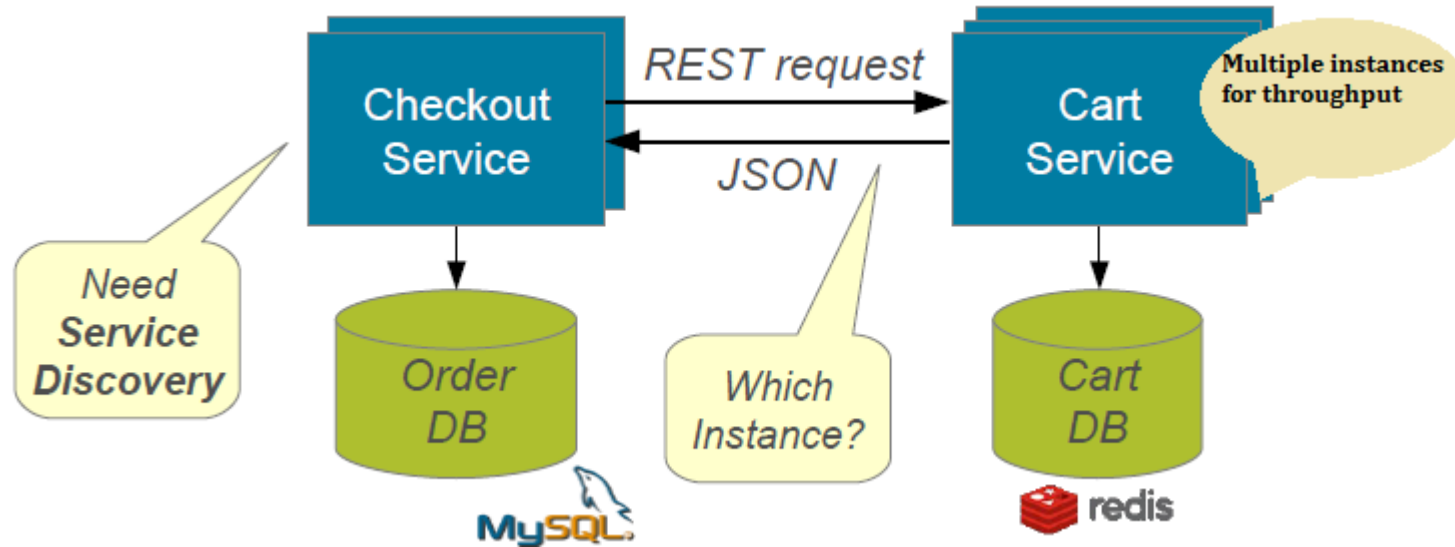 REST request
Multiple instances
for throughput
Checkout
Service
Cart
Service
JSON
Need
Service
Discovery
Order
DB
Which
Instance?
Cart
DB
MySQL.
redis